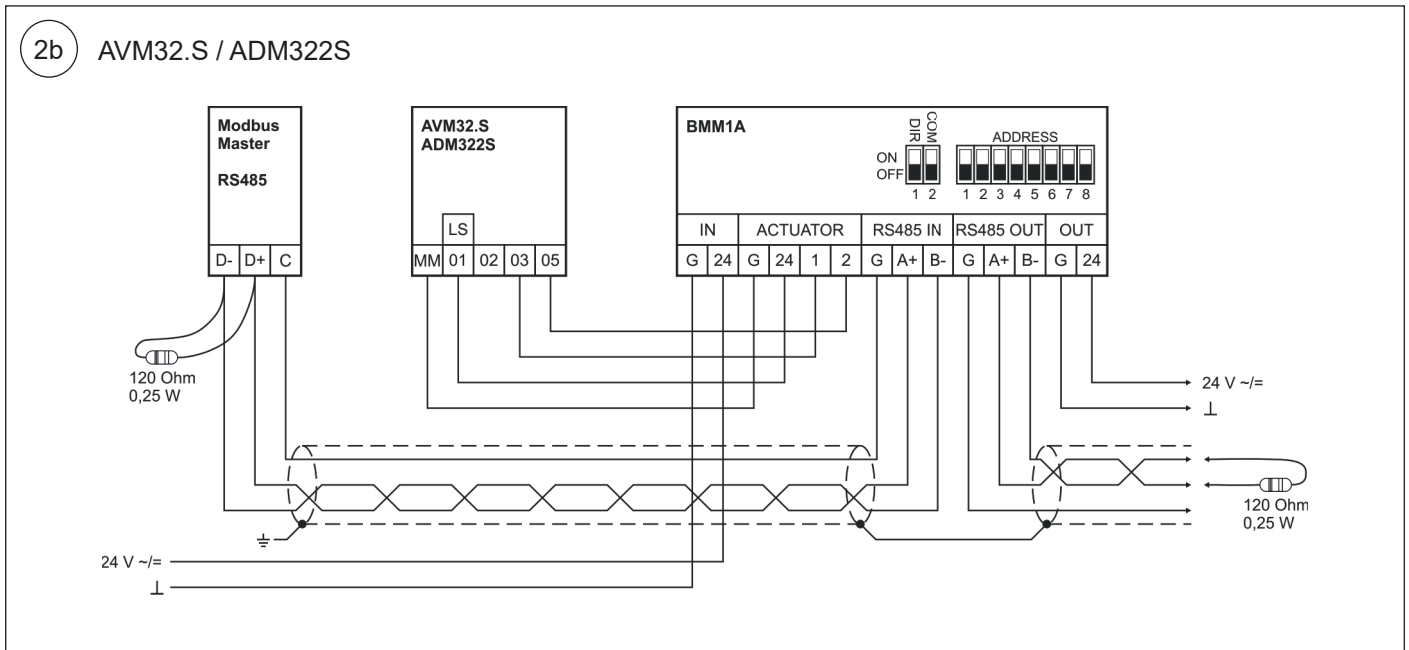 2b AVM32.S / ADM322S
Modbus
Master
RS485
D- D+ C
AVM32.S
ADM322S
LS
MM 01 02 03 05
BMM1A
DIR COM
ADDRESS
ON
OFF
1 2 1 2 3 4 5 6 7 8
IN ACTUATOR RS485 IN RS485 OUT OUT
G 24 G 24 1 2 G A+ B- G A+ B- G 24
120 Ohm
0,25 W
24 V ~/=
⊥
120 Ohm
0,25 W
24 V ~/=
⊥